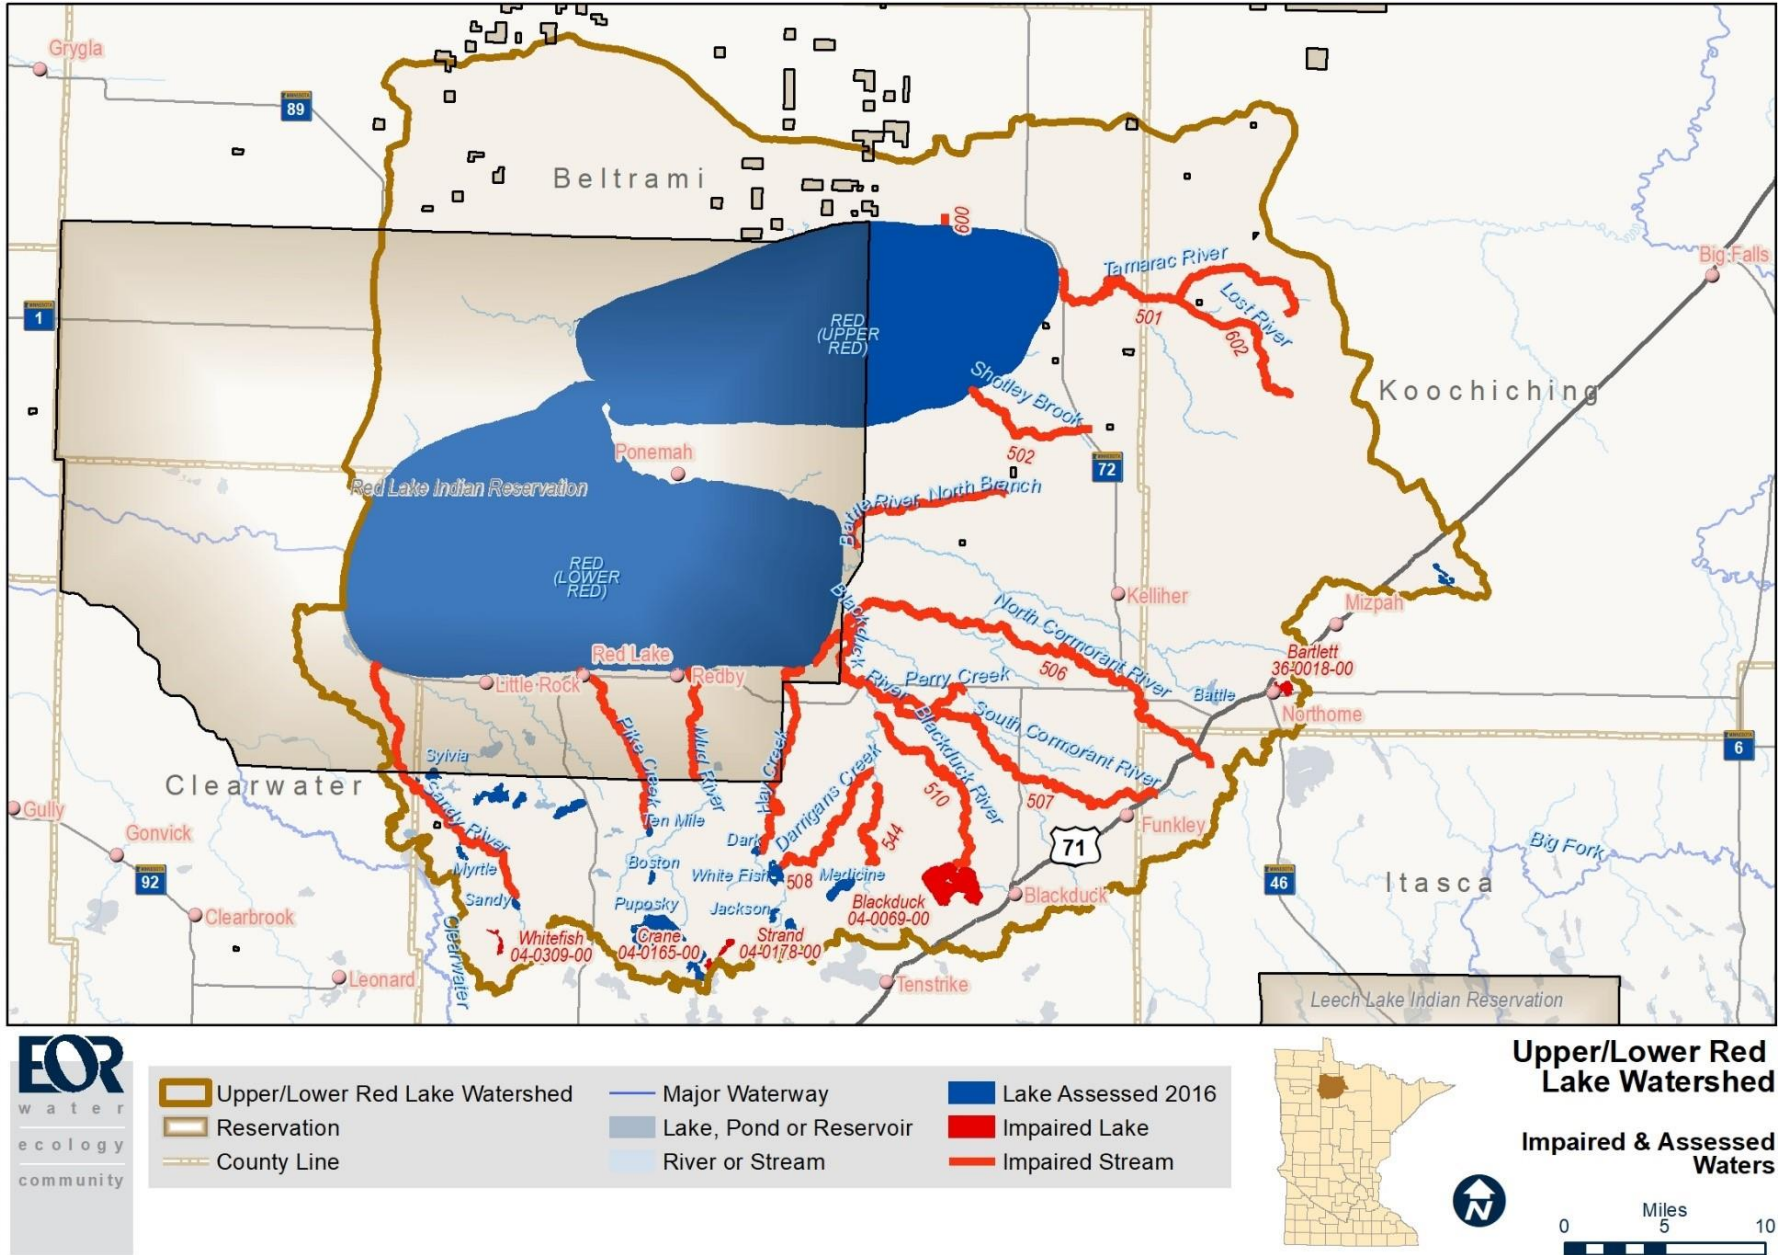 Grygla
89
Beltrami
600
Tamarac River
Big Falls
Lost River
1
RED
(UPPER
RED)
501
602
Shotley Brook
Koochiching
Ponemah
502
72
Red Lake Indian Reservation
Battle River North Branch
RED
(LOWER
RED)
Blackduck River
Kelliher
North Cormorant River
Mizpah
Bartlett
36-0018-00
Red Lake
Little Rock
Redby
Perry Creek
506
Battle
Northome
South Cormorant River
6
Pike Creek
Mud River
Hay Creek
Blackduck River
Sylvia
Clearwater
Sandy River
Darrigans Creek
510
507
Gully
Gonvick
Ten Mile
544
Funkley
Dark
71
Big Fork
92
Myrtle
Boston
White Fish
508
Medicine
46
Itasca
Sandy
Puposky
Jackson
Blackduck
04-0069-00
Blackduck
Clearbrook
Clearwater
Whitefish
04-0309-00
Crane
04-0165-00
Strand
04-0178-00
Leonard
Tenstrike
Leech Lake Indian Reservation
EOR
water
ecology
community
Upper/Lower Red Lake Watershed
Reservation
County Line
Major Waterway
Lake, Pond or Reservoir
River or Stream
Lake Assessed 2016
Impaired Lake
Impaired Stream
Upper/Lower Red
Lake Watershed
Impaired & Assessed
Waters
N
Miles
0 5 10